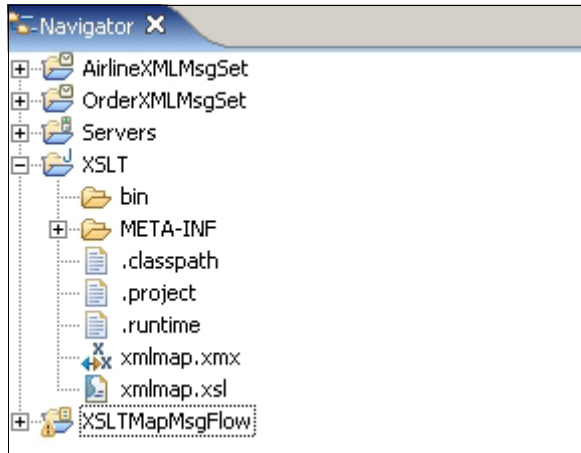 Navigator
AirlineXMLMsgSet
OrderXMLMsgSet
Servers
XSLT
bin
META-INF
.classpath
.project
.runtime
xmlmap.xmx
xmlmap.xsl
XSLTMapMsgFlow